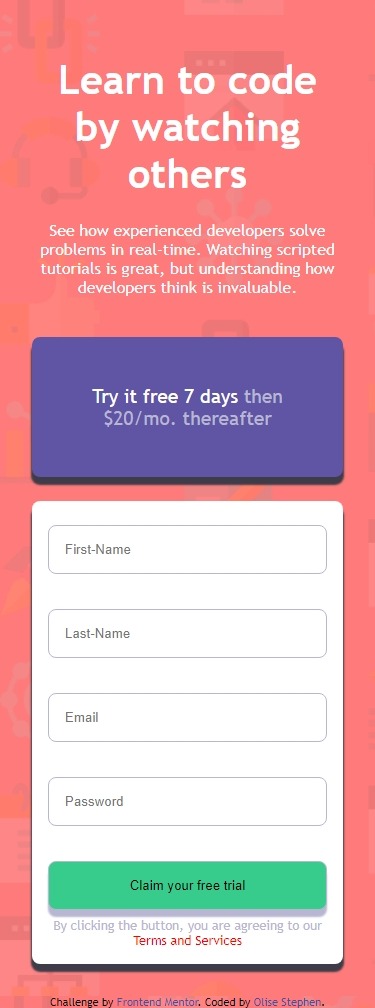 Learn to code
by watching
others
See how experienced developers solve
problems in real-time. Watching scripted
tutorials is great, but understanding how
developers think is invaluable.
Try it free 7 days then
$20/mo. thereafter
First-Name
Last-Name
Email
Password
Claim your free trial
By clicking the button, you are agreeing to our
Terms and Services
Challenge by Frontend Mentor. Coded by Olise Stephen.